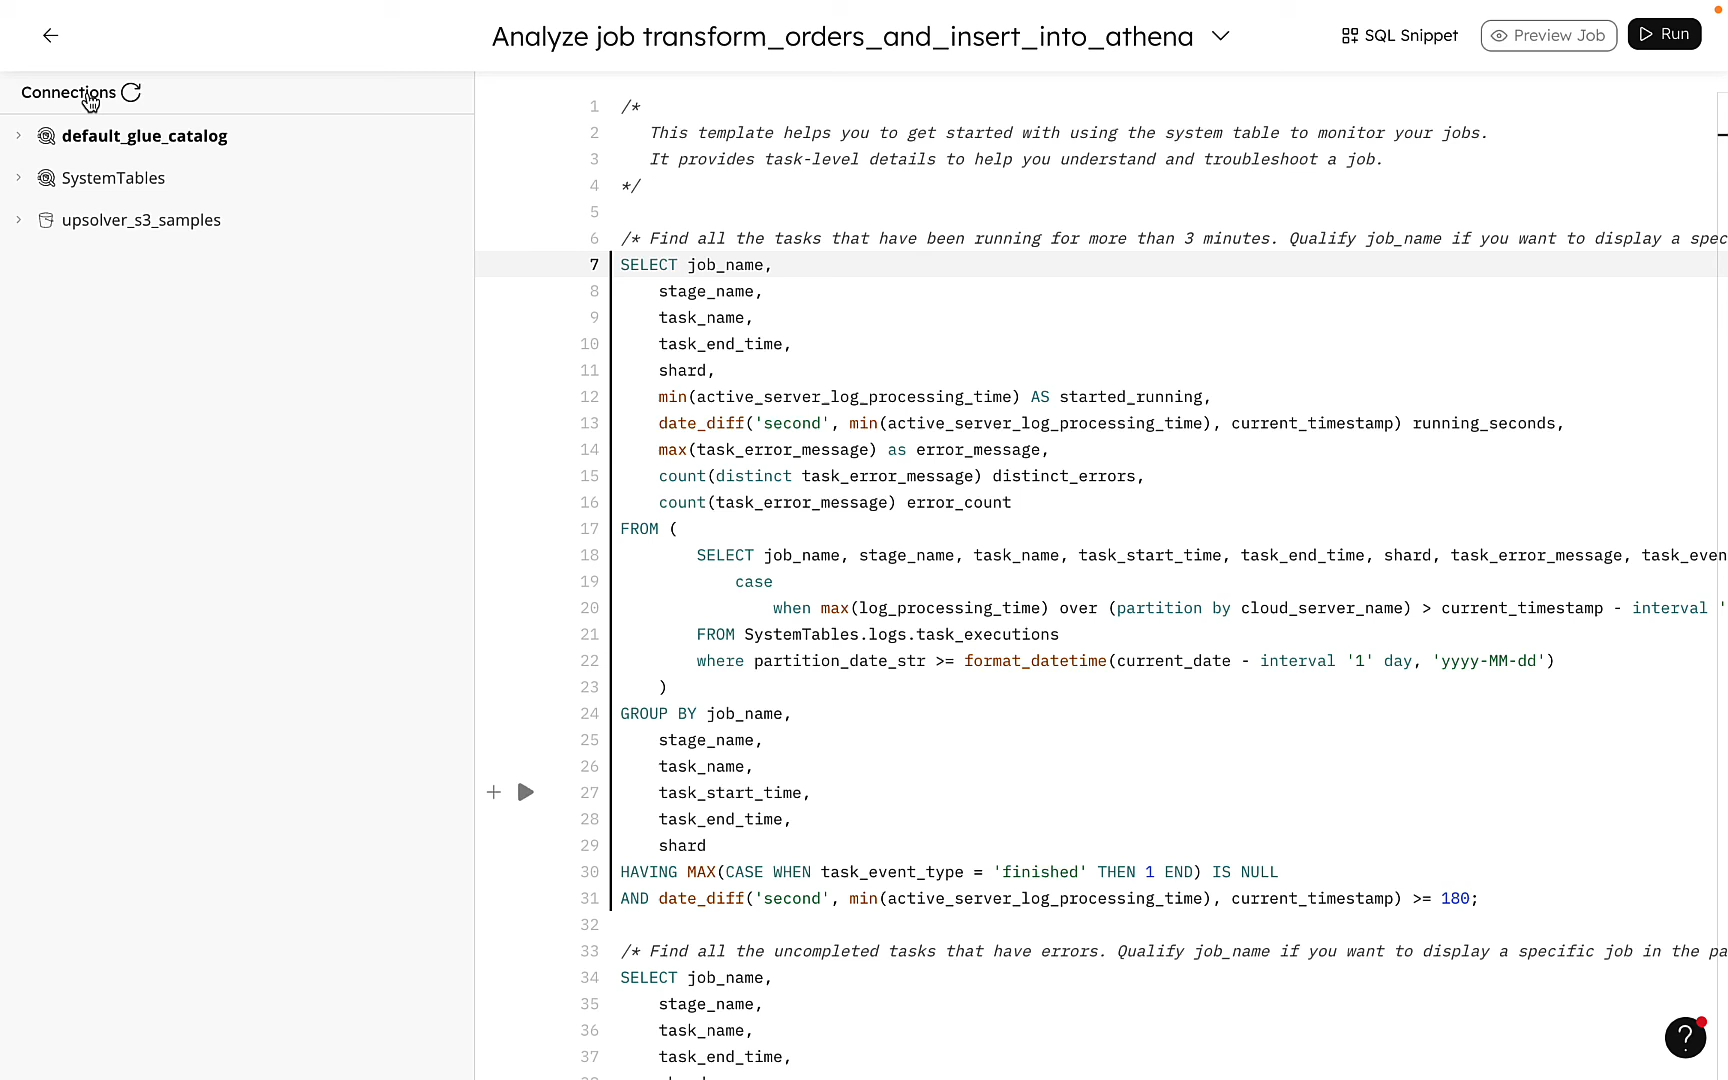 Analyze job transform_orders_and_insert_into_athena
SQL Snippet
Preview Job
Run
Connections
default_glue_catalog
SystemTables
upsolver_s3_samples
1 /*
2 This template helps you to get started with using the system table to monitor your jobs.
3 It provides task-level details to help you understand and troubleshoot a job.
4 */
5
6 /* Find all the tasks that have been running for more than 3 minutes. Qualify job_name if you want to display a spec
7 SELECT job_name,
8 stage_name,
9 task_name,
10 task_end_time,
11 shard,
12 min(active_server_log_processing_time) AS started_running,
13 date_diff('second', min(active_server_log_processing_time), current_timestamp) running_seconds,
14 max(task_error_message) as error_message,
15 count(distinct task_error_message) distinct_errors,
16 count(task_error_message) error_count
17 FROM (
18 SELECT job_name, stage_name, task_name, task_start_time, task_end_time, shard, task_error_message, task_even
19 case
20 when max(log_processing_time) over (partition by cloud_server_name) > current_timestamp - interval '
21 FROM SystemTables.logs.task_executions
22 where partition_date_str >= format_datetime(current_date - interval '1' day, 'yyyy-MM-dd')
23 )
24 GROUP BY job_name,
25 stage_name,
26 task_name,
27 task_start_time,
28 task_end_time,
29 shard
30 HAVING MAX(CASE WHEN task_event_type = 'finished' THEN 1 END) IS NULL
31 AND date_diff('second', min(active_server_log_processing_time), current_timestamp) >= 180;
32
33 /* Find all the uncompleted tasks that have errors. Qualify job_name if you want to display a specific job in the pa
34 SELECT job_name,
35 stage_name,
36 task_name,
37 task_end_time,
?